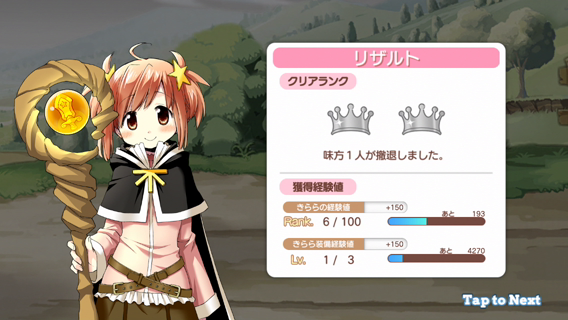 リザルト
クリアランク
味方1人が撤退しました。
獲得経験値
きららの経験値 +150 あと 193
Rank. 6 / 100
きらら装備経験値 +150 あと 4270
Lv. 1 / 3
Tap to Next